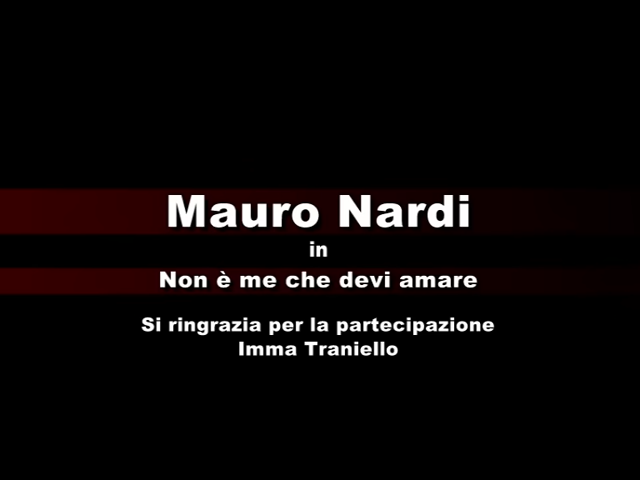 Mauro Nardi
in
Non è me che devi amare
Si ringrazia per la partecipazione
Imma Traniello